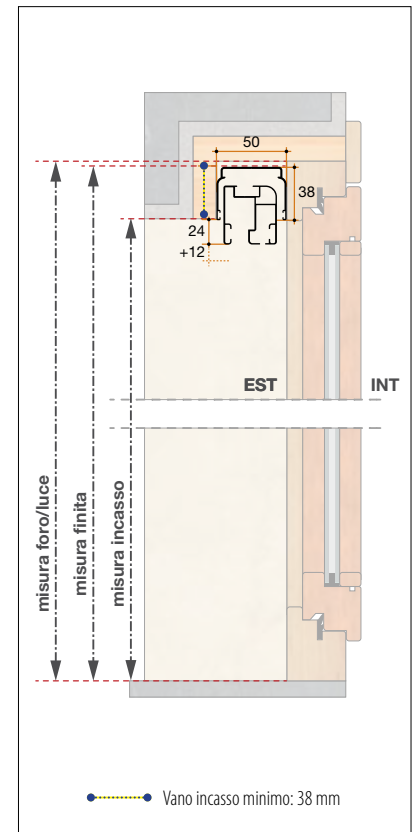 50
38
24
+12
EST
INT
misura foro/luce
misura finita
misura incasso
Vano incasso minimo: 38 mm